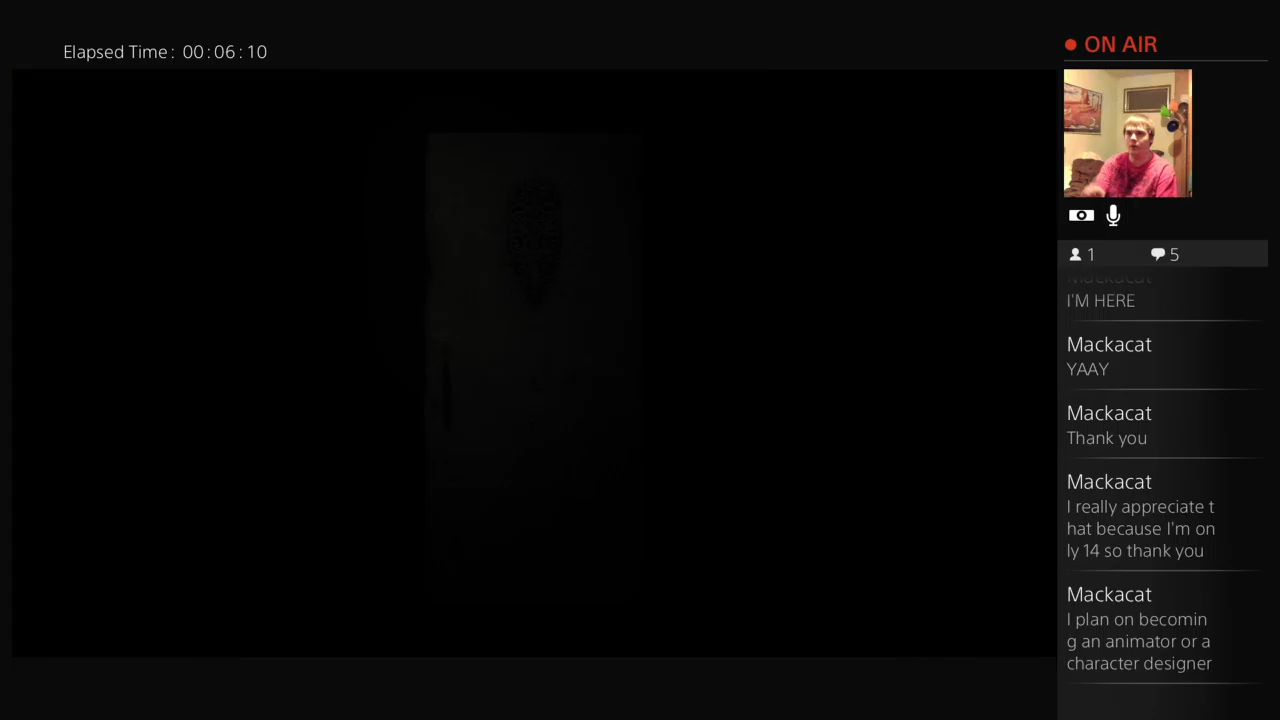 Elapsed Time: 00:06:10
ON AIR
1
5
Mackacat
I'M HERE
Mackacat
YAAY
Mackacat
Thank you
Mackacat
I really appreciate t
hat because I'm on
ly 14 so thank you
Mackacat
I plan on becomin
g an animator or a
character designer